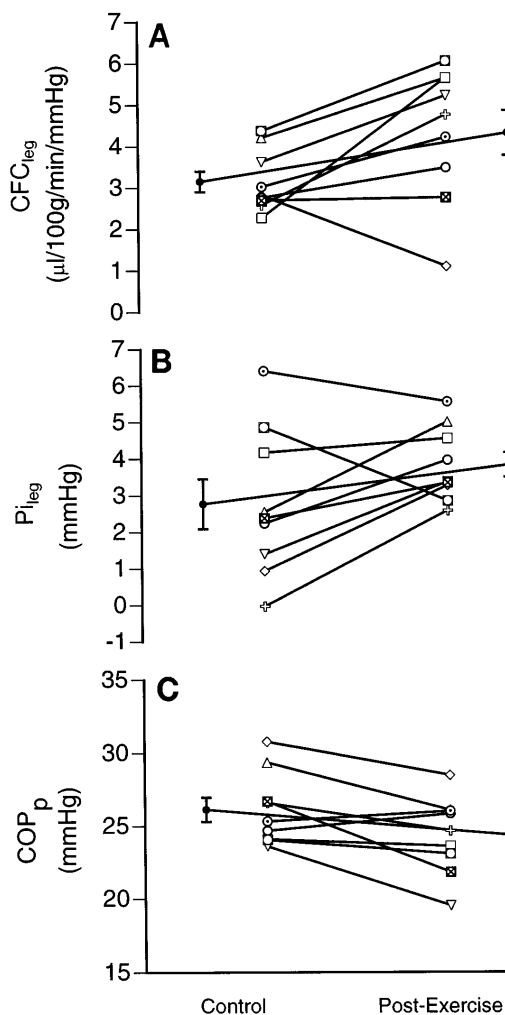 A
7
6
5
4
3
2
1
0
CFCleg
(μl/100g/min/mmHg)
B
7
6
5
4
3
2
1
0
-1
Pileg
(mmHg)
C
35
30
25
20
15
COPp
(mmHg)
Control Post-Exercise